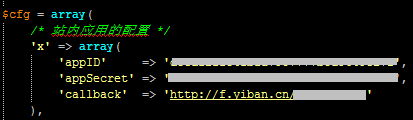 $cfg = array(
/* 站内应用的配置 */
'x' => array(
'appID' => '',
'appSecret' => '',
'callback' => 'http://f.yiban.cn/'
),